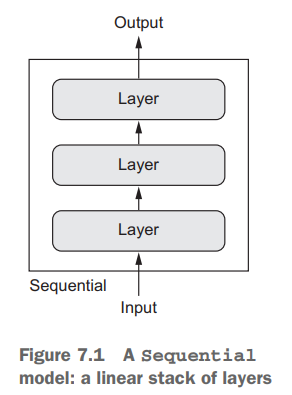 Output
Layer
Layer
Layer
Sequential
Input
Figure 7.1 A Sequential
model: a linear stack of layers